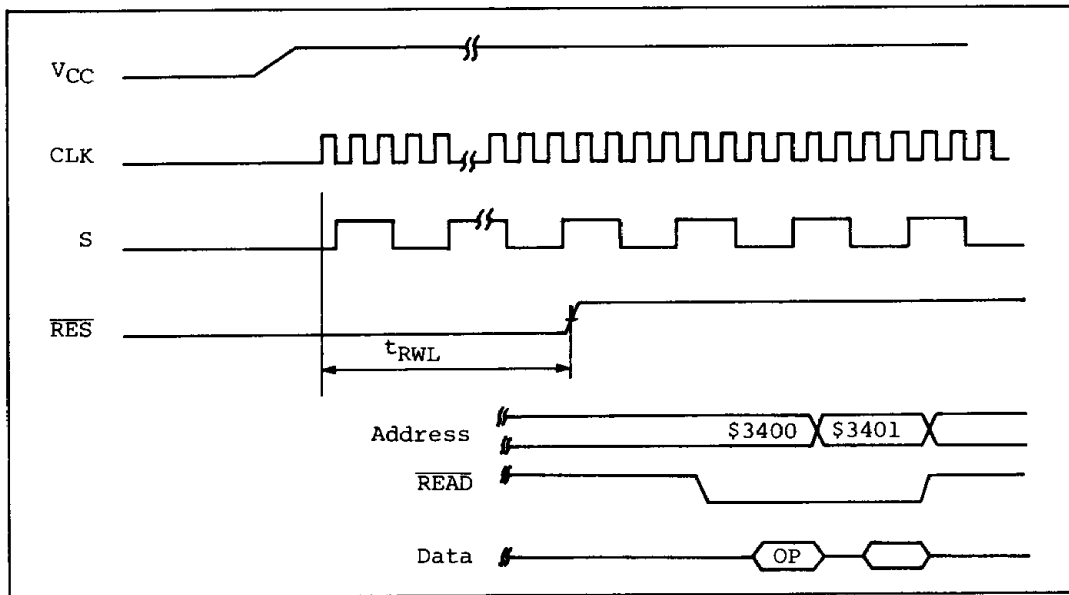 VCC
CLK
S
RES
tRWL
Address $3400 $3401
READ
Data OP